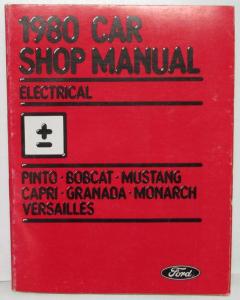 1980 CAR
SHOP MANUAL
ELECTRICAL
±
PINTO · BOBCAT · MUSTANG
CAPRI · GRANADA · MONARCH
VERSAILLES
Ford